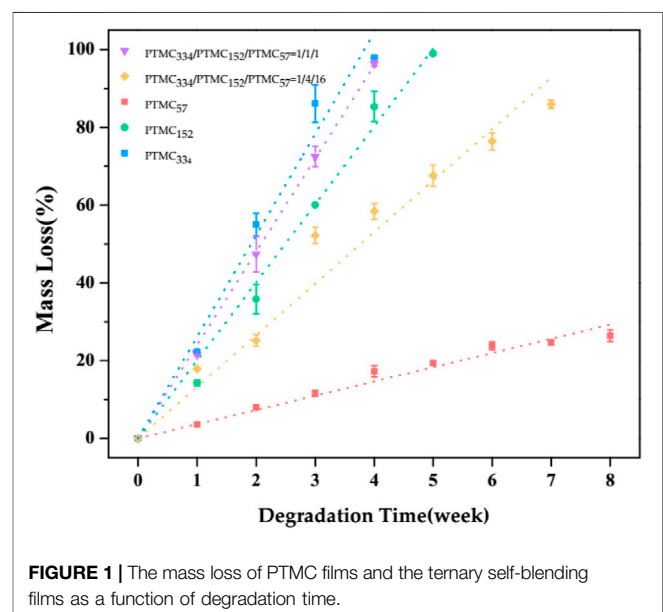 100
80
60
40
20
0
Mass Loss(%)
PTMC₃₃₄/PTMC₁₅₂/PTMC₅₇=1/1/1
PTMC₃₃₄/PTMC₁₅₂/PTMC₅₇=1/4/16
PTMC₅₇
PTMC₁₅₂
PTMC₃₃₄
0 1 2 3 4 5 6 7 8
Degradation Time(week)
FIGURE 1 | The mass loss of PTMC films and the ternary self-blending
films as a function of degradation time.